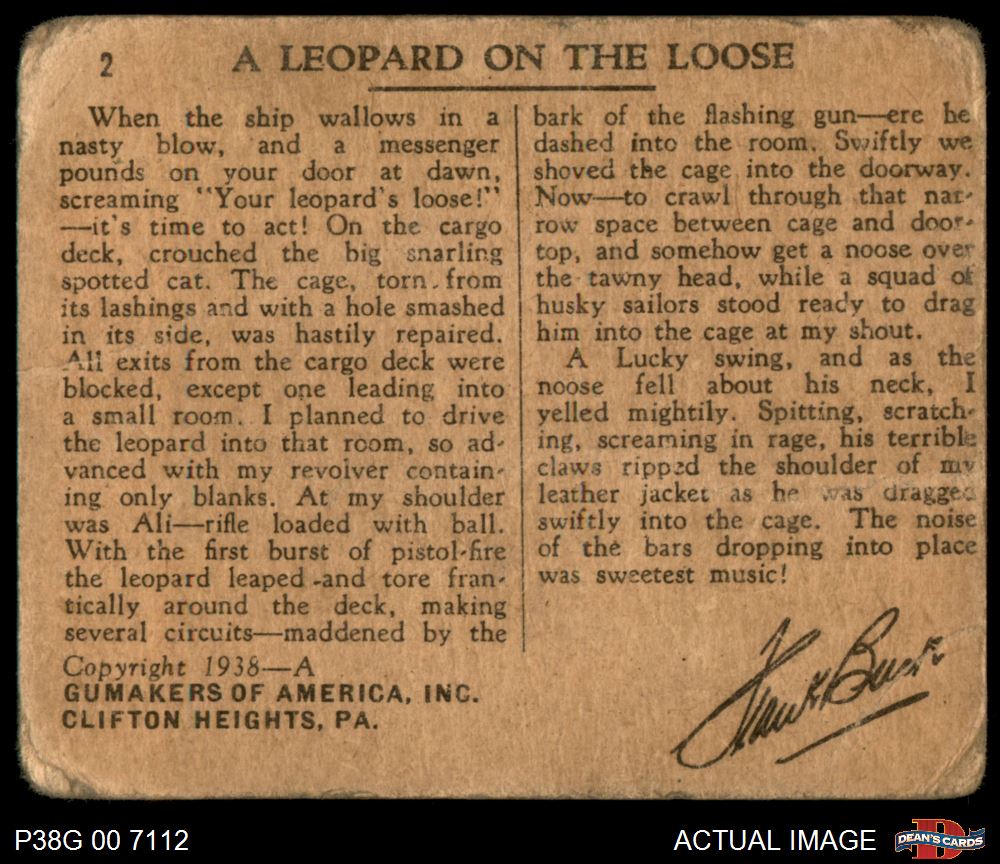 2
A LEOPARD ON THE LOOSE
When the ship wallows in a
nasty blow, and a messenger
pounds on your door at dawn,
screaming "Your leopard's loose!"
—it's time to act! On the cargo
deck, crouched the big snarling
spotted cat. The cage, torn from
its lashings and with a hole smashed
in its side, was hastily repaired.
All exits from the cargo deck were
blocked, except one leading into
a small room. I planned to drive
the leopard into that room, so ad-
vanced with my revolver contain-
ing only blanks. At my shoulder
was Ali—rifle loaded with ball.
With the first burst of pistol-fire
the leopard leaped and tore fran-
tically around the deck, making
several circuits—maddened by the
bark of the flashing gun—ere he
dashed into the room. Swiftly we
shoved the cage into the doorway.
Now—to crawl through that nar-
row space between cage and door-
top, and somehow get a noose over
the tawny head, while a squad of
husky sailors stood ready to drag
him into the cage at my shout.
A Lucky swing, and as the
noose fell about his neck, I
yelled mightily. Spitting, scratch-
ing, screaming in rage, his terrible
claws ripped the shoulder of my
leather jacket as he was dragged
swiftly into the cage. The noise
of the bars dropping into place
was sweetest music!
Frank Buck
Copyright 1938—A
GUMAKERS OF AMERICA, INC.
CLIFTON HEIGHTS, PA.
P38G 00 7112
ACTUAL IMAGE
D
DEAN'S CARDS